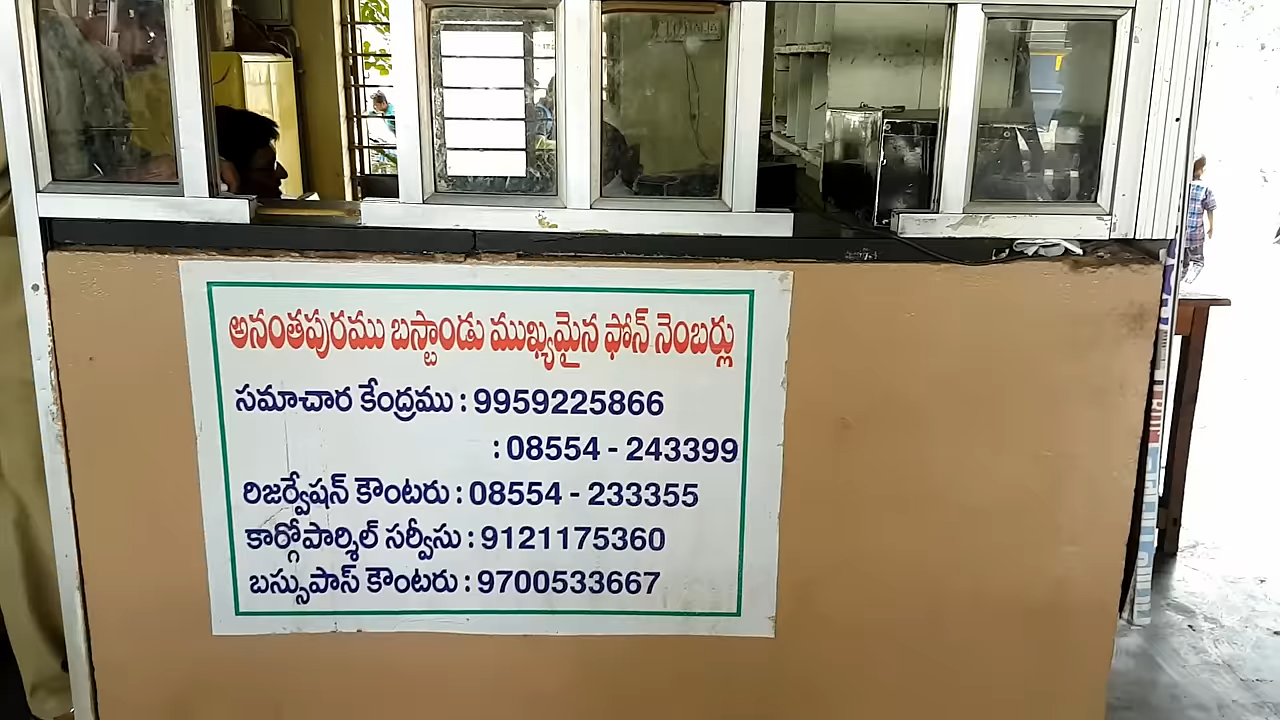 అనంతపురము బస్టాండు ముఖ్యమైన ఫోన్ నెంబర్లు
సమాచార కేంద్రము : 9959225866
: 08554 - 243399
రిజర్వేషన్ కౌంటరు : 08554 - 233355
కార్గోపార్శిల్ సర్వీసు : 9121175360
బస్సుపాస్ కౌంటరు : 9700533667